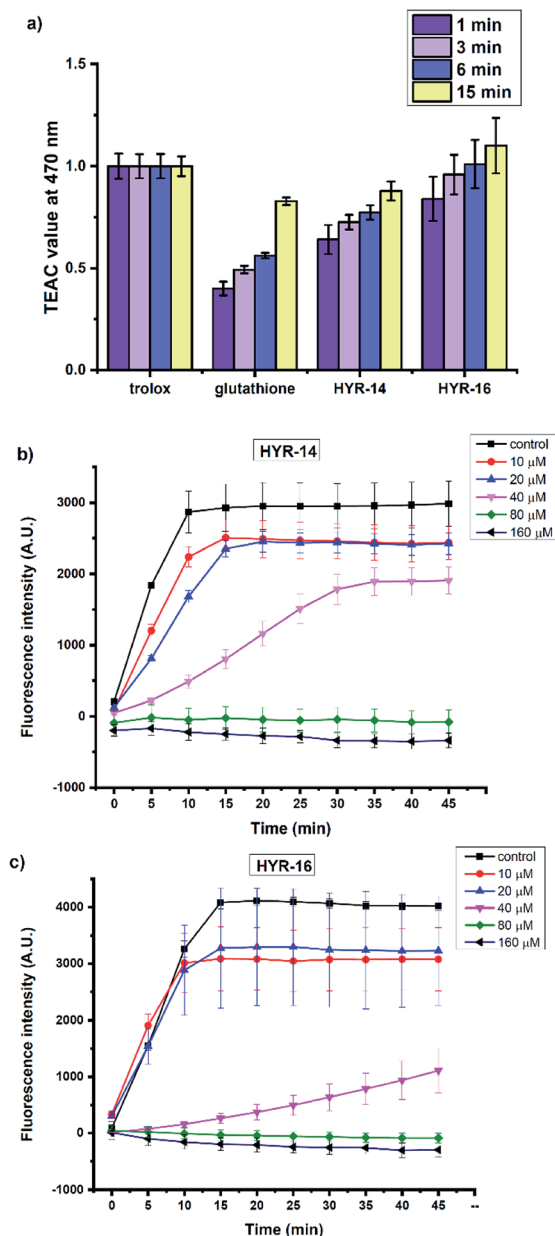 a)
1 min
3 min
6 min
15 min
1.5
1.0
0.5
0.0
TEAC value at 470 nm
trolox glutathione HYR-14 HYR-16
b)
HYR-14
control
10 μM
20 μM
40 μM
80 μM
160 μM
3000
2000
1000
0
-1000
Fluorescence intensity (A.U.)
0 5 10 15 20 25 30 35 40 45
Time (min)
c)
HYR-16
control
10 μM
20 μM
40 μM
80 μM
160 μM
4000
3000
2000
1000
0
-1000
Fluorescence intensity (A.U.)
0 5 10 15 20 25 30 35 40 45 --
Time (min)